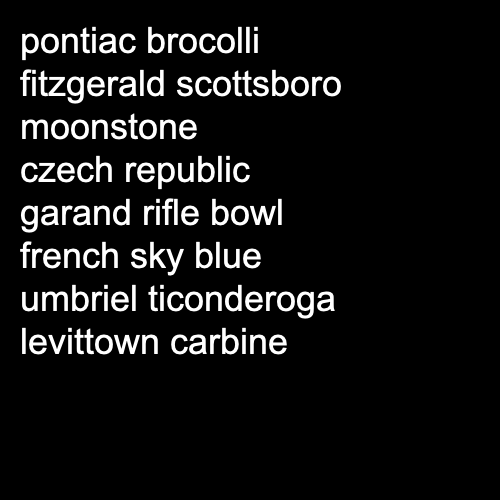 pontiac brocolli
fitzgerald scottsboro
moonstone
czech republic
garand rifle bowl
french sky blue
umbriel ticonderoga
levittown carbine